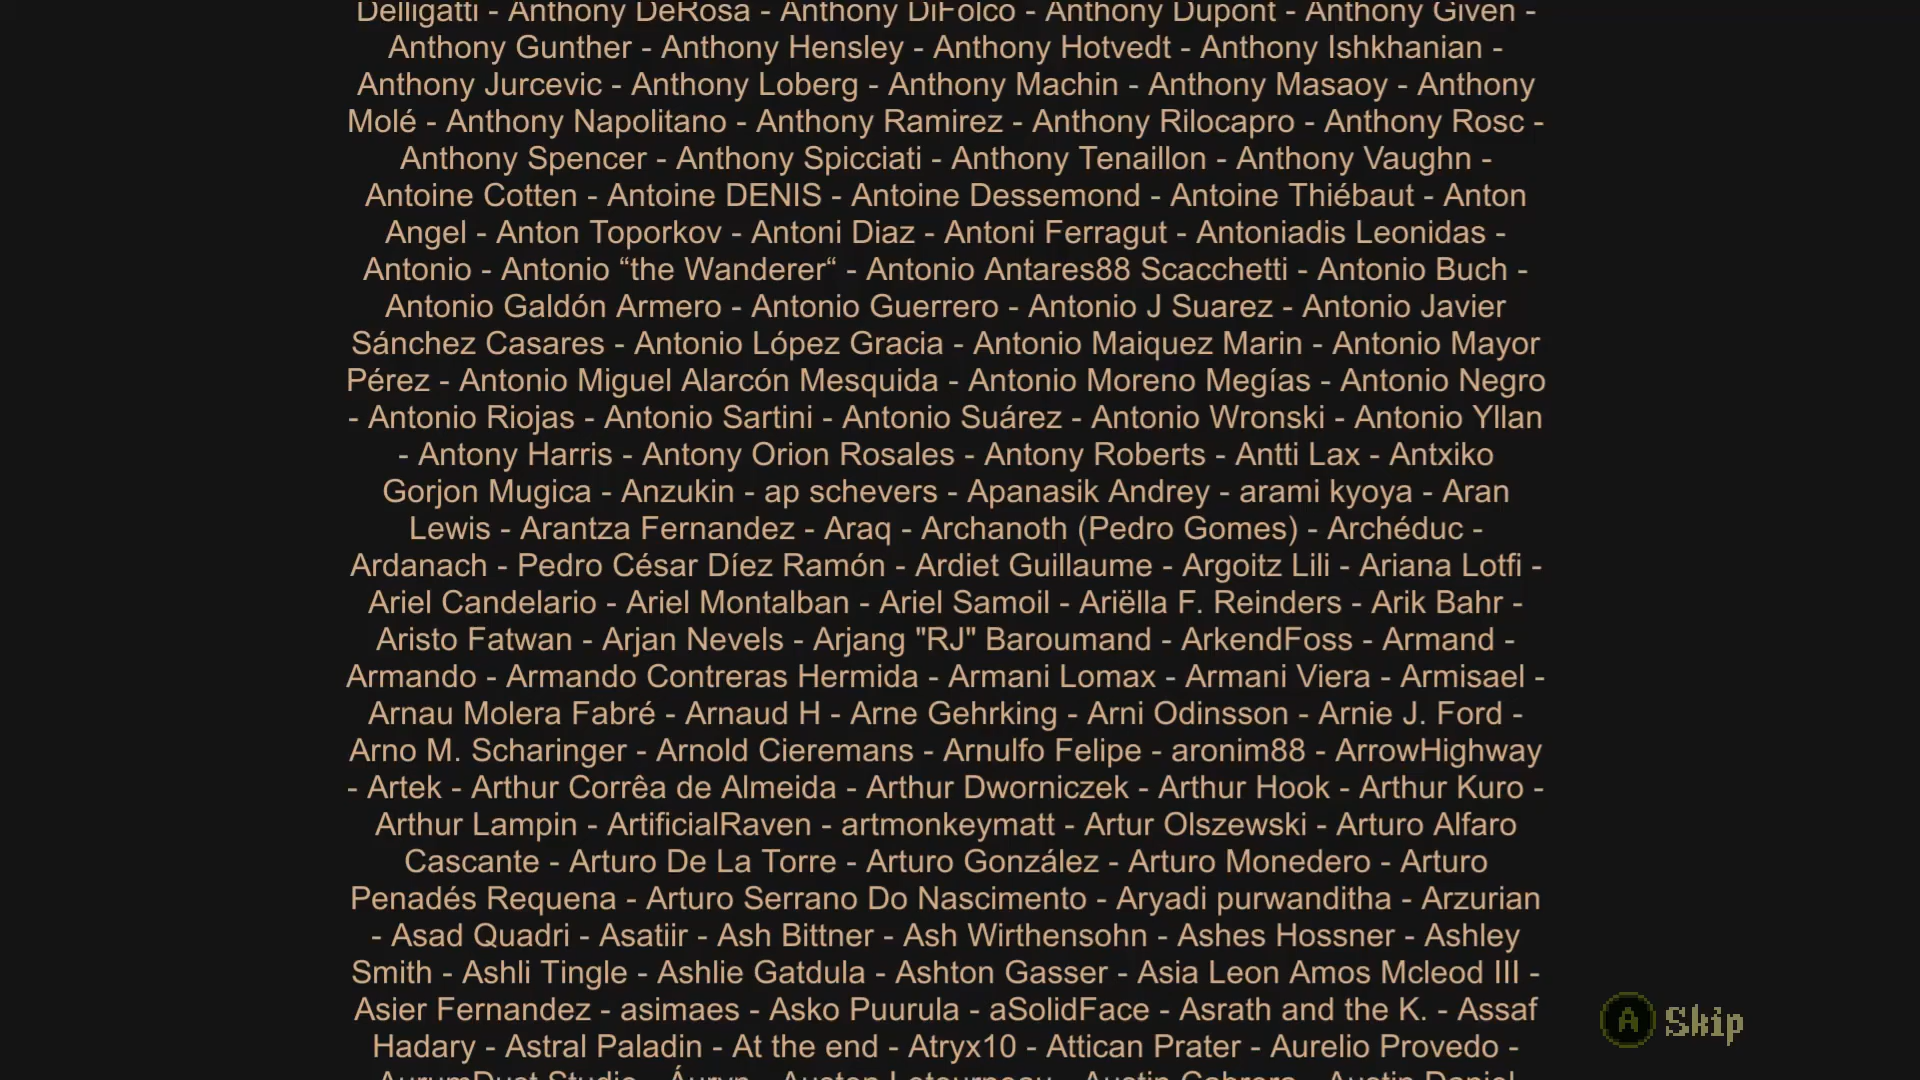 Delligatti - Anthony DeRosa - Anthony DiFolco - Anthony Dupont - Anthony Given -
Anthony Gunther - Anthony Hensley - Anthony Hotvedt - Anthony Ishkhanian -
Anthony Jurcevic - Anthony Loberg - Anthony Machin - Anthony Masaoy - Anthony
Molé - Anthony Napolitano - Anthony Ramirez - Anthony Rilocapro - Anthony Rosc -
Anthony Spencer - Anthony Spicciati - Anthony Tenaillon - Anthony Vaughn -
Antoine Cotten - Antoine DENIS - Antoine Dessemond - Antoine Thiébaut - Anton
Angel - Anton Toporkov - Antoni Diaz - Antoni Ferragut - Antoniadis Leonidas -
Antonio - Antonio “the Wanderer“ - Antonio Antares88 Scacchetti - Antonio Buch -
Antonio Galdón Armero - Antonio Guerrero - Antonio J Suarez - Antonio Javier
Sánchez Casares - Antonio López Gracia - Antonio Maiquez Marin - Antonio Mayor
Pérez - Antonio Miguel Alarcón Mesquida - Antonio Moreno Megías - Antonio Negro
- Antonio Riojas - Antonio Sartini - Antonio Suárez - Antonio Wronski - Antonio Yllan
- Antony Harris - Antony Orion Rosales - Antony Roberts - Antti Lax - Antxiko
Gorjon Mugica - Anzukin - ap schevers - Apanasik Andrey - arami kyoya - Aran
Lewis - Arantza Fernandez - Araq - Archanoth (Pedro Gomes) - Archéduc -
Ardanach - Pedro César Díez Ramón - Ardiet Guillaume - Argoitz Lili - Ariana Lotfi -
Ariel Candelario - Ariel Montalban - Ariel Samoil - Ariëlla F. Reinders - Arik Bahr -
Aristo Fatwan - Arjan Nevels - Arjang "RJ" Baroumand - ArkendFoss - Armand -
Armando - Armando Contreras Hermida - Armani Lomax - Armani Viera - Armisael -
Arnau Molera Fabré - Arnaud H - Arne Gehrking - Arni Odinsson - Arnie J. Ford -
Arno M. Scharinger - Arnold Cieremans - Arnulfo Felipe - aronim88 - ArrowHighway
- Artek - Arthur Corrêa de Almeida - Arthur Dworniczek - Arthur Hook - Arthur Kuro -
Arthur Lampin - ArtificialRaven - artmonkeymatt - Artur Olszewski - Arturo Alfaro
Cascante - Arturo De La Torre - Arturo González - Arturo Monedero - Arturo
Penadés Requena - Arturo Serrano Do Nascimento - Aryadi purwanditha - Arzurian
- Asad Quadri - Asatiir - Ash Bittner - Ash Wirthensohn - Ashes Hossner - Ashley
Smith - Ashli Tingle - Ashlie Gatdula - Ashton Gasser - Asia Leon Amos Mcleod III -
Asier Fernandez - asimaes - Asko Puurula - aSolidFace - Asrath and the K. - Assaf
Hadary - Astral Paladin - At the end - Atryx10 - Attican Prater - Aurelio Provedo -
A Skip